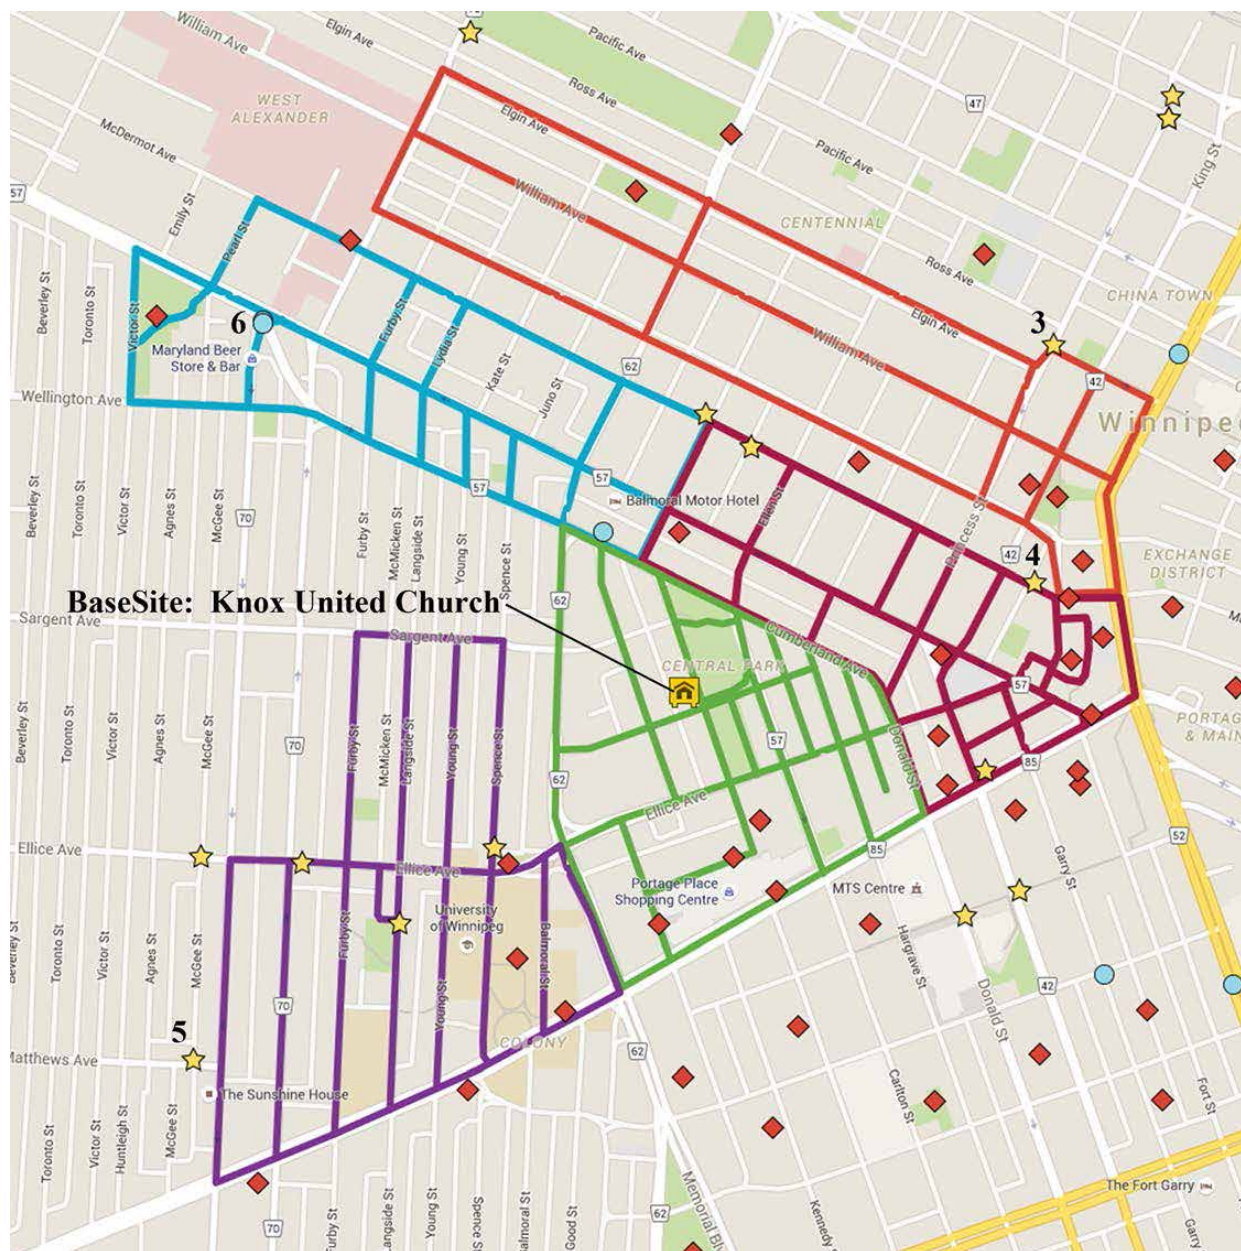 William Ave
Elgin Ave
Pacific Ave
Ross Ave
WEST
ALEXANDER
McDermot Ave
Elgin Ave
47
Pacific Ave
King St
57
Emily St
Pearl St
William Ave
CENTENNIAL
Ross Ave
CHINA TOWN
Beverley St
Toronto St
Victor St
6
Maryland Beer
Store & Bar
Furby St
Lydia St
Kate St
Juno St
62
William Ave
Elgin Ave
3
42
Winnipeg
Wellington Ave
57
57
Balmoral Motor Hotel
Ellen St
Princess St
42
4
EXCHANGE
DISTRICT
Beverley St
Toronto St
Victor St
Agnes St
McGee St
70
Furby St
McMicken St
Langside St
Young St
Spence St
62
BaseSite: Knox United Church
Sargent Ave
Sargent Ave
CENTRAL PARK
Cumberland Ave
57
PORTAGE
& MAIN
Beverley St
Toronto St
Victor St
Agnes St
McGee St
70
Furby St
McMicken St
Langside St
Young St
Spence St
62
57
Donald St
85
Ellice Ave
52
Ellice Ave
Ellice Ave
85
Portage Place
Shopping Centre
MTS Centre
Garry St
University
of Winnipeg
Toronto St
Victor St
Agnes St
McGee St
70
Furby St
Young St
Balmoral St
Hargrave St
Donald St
42
5
COLONY
62
Matthews Ave
The Sunshine House
Carlton St
Fort St
Toronto St
Victor St
Huntleigh St
McGee St
70
Furby St
Langside St
Young St
Balmoral St
Good St
62
Memorial
Kennedy
The Fort Garry
Garry